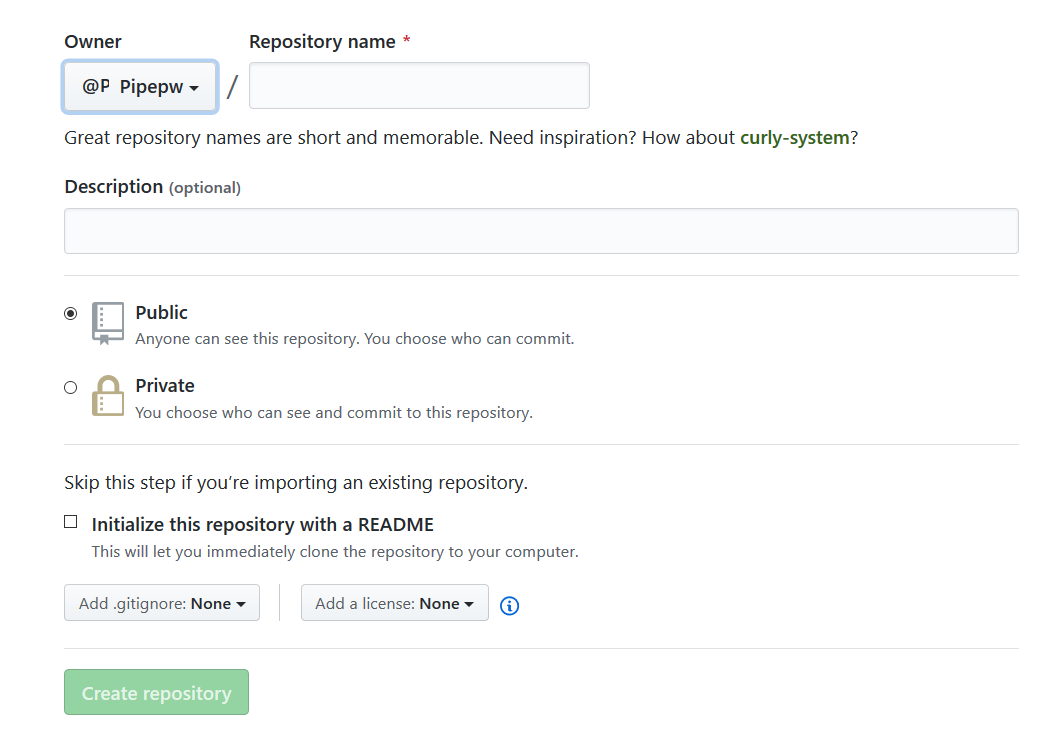 Owner
Repository name *
@P Pipepw /
Great repository names are short and memorable. Need inspiration? How about curly-system?
Description (optional)
Public
Anyone can see this repository. You choose who can commit.
Private
You choose who can see and commit to this repository.
Skip this step if you’re importing an existing repository.
Initialize this repository with a README
This will let you immediately clone the repository to your computer.
Add .gitignore: None
Add a license: None
Create repository